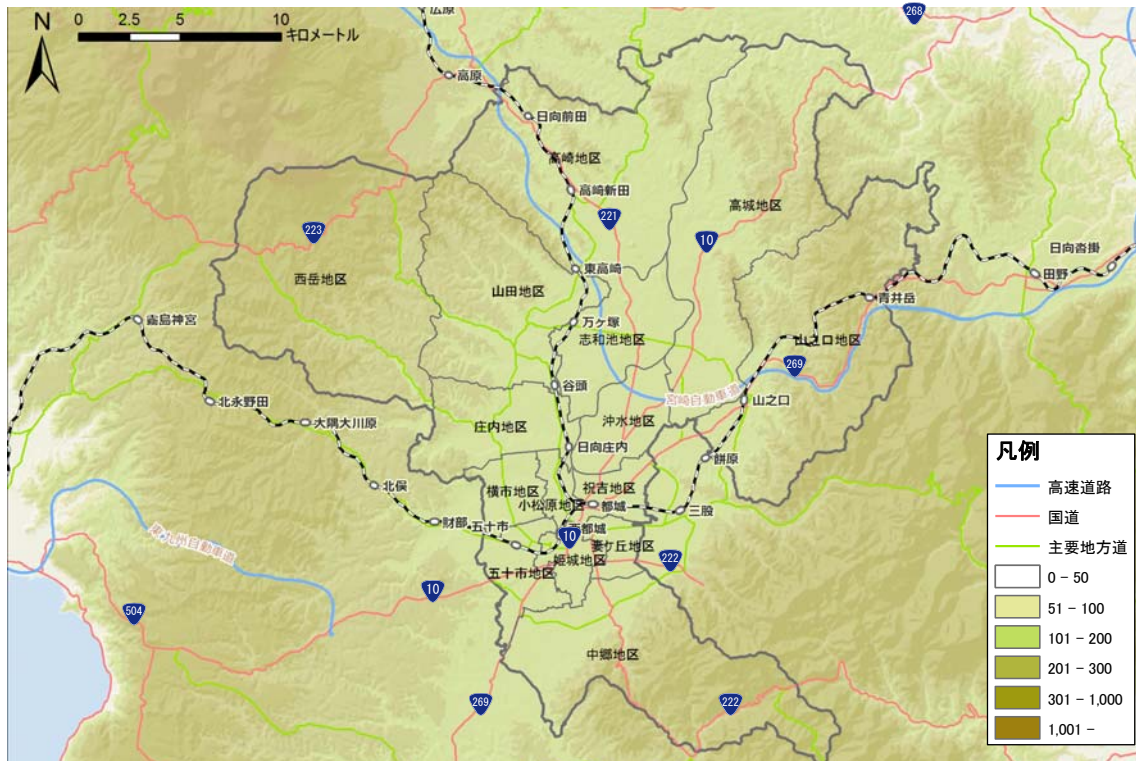 N
0 2.5 5 10
キロメートル
広原
268
高原
日向前田
高崎地区
高崎新田
221
高城地区
10
223
西岳地区
東高崎
山田地区
日向沓掛
田野
青井岳
万ヶ塚
志和池地区
山之口地区
269
霧島神宮
谷頭
宮崎自動車道
山之口
北永野田
大隅大川原
庄内地区
沖水地区
日向庄内
餅原
北俣
横市地区
祝吉地区
小松原地区
都城
三股
財部
五十市
西都城
10
妻ケ丘地区
姫城地区
222
五十市地区
東九州自動車道
10
504
中郷地区
269
222
凡例
高速道路
国道
主要地方道
0 - 50
51 - 100
101 - 200
201 - 300
301 - 1,000
1,001 -